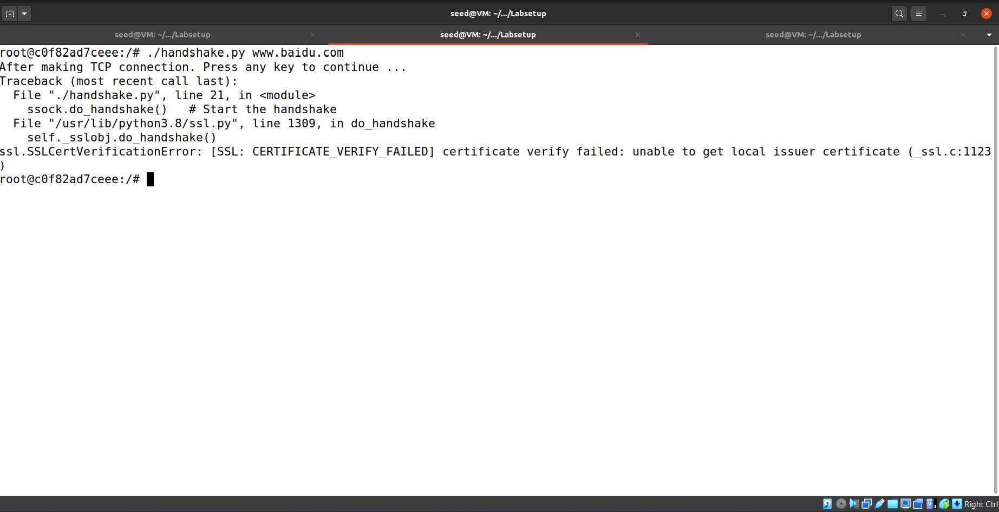 seed@VM: ~/.../Labsetup
seed@VM: ~/.../Labsetup
seed@VM: ~/.../Labsetup
seed@VM: ~/.../Labsetup
root@c0f82ad7ceee:/# ./handshake.py www.baidu.com
After making TCP connection. Press any key to continue ...
Traceback (most recent call last):
  File "./handshake.py", line 21, in <module>
    ssock.do_handshake()   # Start the handshake
  File "/usr/lib/python3.8/ssl.py", line 1309, in do_handshake
    self._sslobj.do_handshake()
ssl.SSLCertVerificationError: [SSL: CERTIFICATE_VERIFY_FAILED] certificate verify failed: unable to get local issuer certificate (_ssl.c:1123
)
root@c0f82ad7ceee:/#
Right Ctrl